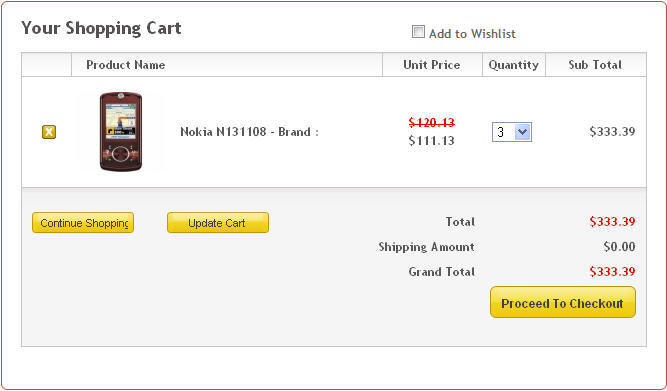 Your Shopping Cart
Add to Wishlist
Product Name Unit Price Quantity Sub Total
X
Nokia N131108 - Brand :
$120.13
$111.13
3
$333.39
Continue Shopping Update Cart
Total $333.39
Shipping Amount $0.00
Grand Total $333.39
Proceed To Checkout